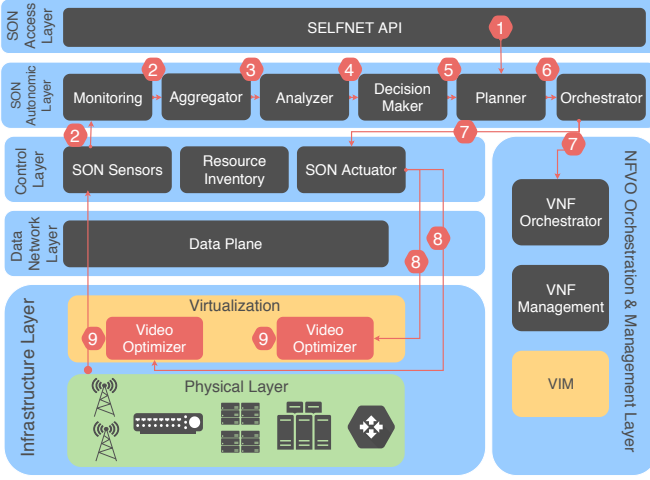 SON
Access
Layer
SELFNET API
1
SON
Autonomic
Layer
2
3
4
5
6
Monitoring
Aggregator
Analyzer
Decision
Maker
Planner
Orchestrator
2
7
7
Control
Layer
SON Sensors
Resource
Inventory
SON Actuator
NFVO Orchestration & Management Layer
VNF
Orchestrator
VNF
Management
VIM
Data
Network
Layer
Data Plane
8
8
Infrastructure Layer
Virtualization
9
Video
Optimizer
9
Video
Optimizer
Physical Layer